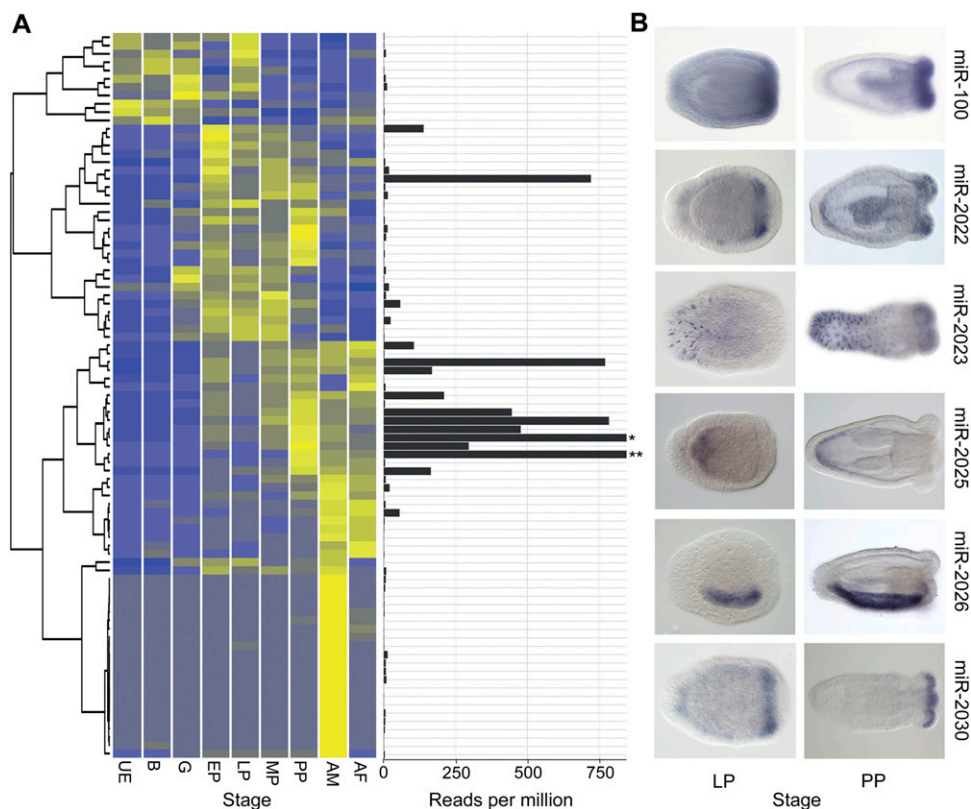 A
B
miR-100
miR-2022
miR-2023
miR-2025
miR-2026
miR-2030
*
**
UE B G EP LP MP PP AM AF
0 250 500 750
Stage
Reads per million
LP PP
Stage